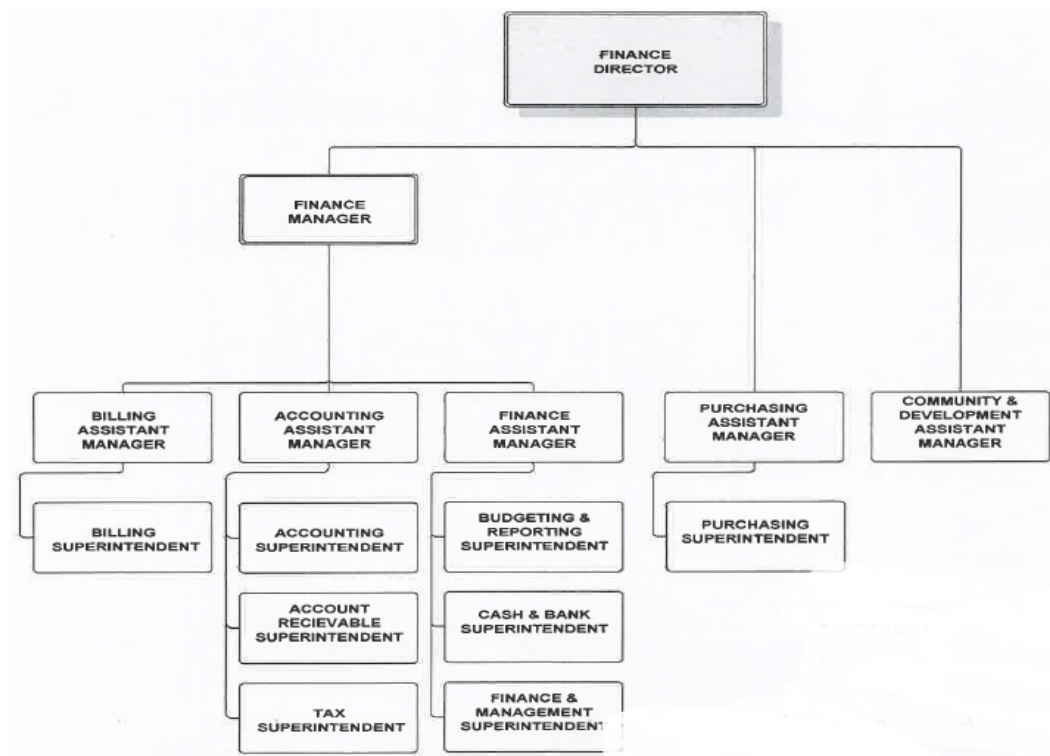 FINANCE
DIRECTOR
FINANCE
MANAGER
BILLING
ASSISTANT
MANAGER
ACCOUNTING
ASSISTANT
MANAGER
FINANCE
ASSISTANT
MANAGER
PURCHASING
ASSISTANT
MANAGER
COMMUNITY &
DEVELOPMENT
ASSISTANT
MANAGER
BILLING
SUPERINTENDENT
ACCOUNTING
SUPERINTENDENT
BUDGETING &
REPORTING
SUPERINTENDENT
PURCHASING
SUPERINTENDENT
ACCOUNT
RECIEVABLE
SUPERINTENDENT
CASH & BANK
SUPERINTENDENT
TAX
SUPERINTENDENT
FINANCE &
MANAGEMENT
SUPERINTENDENT